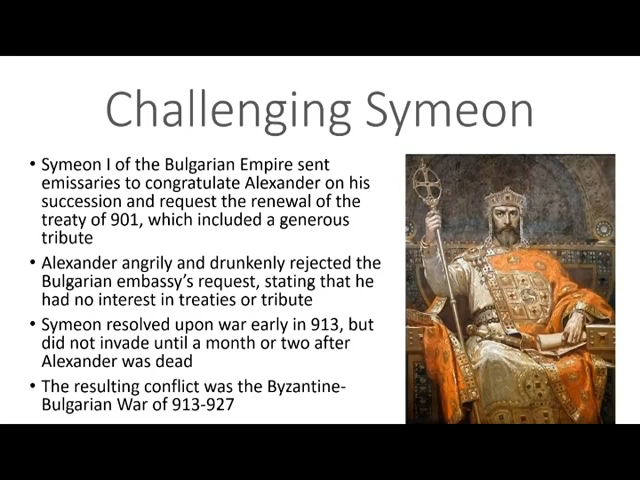 Challenging Symeon
• Symeon I of the Bulgarian Empire sent
emissaries to congratulate Alexander on his
succession and request the renewal of the
treaty of 901, which included a generous
tribute
• Alexander angrily and drunkenly rejected the
Bulgarian embassy's request, stating that he
had no interest in treaties or tribute
• Symeon resolved upon war early in 913, but
did not invade until a month or two after
Alexander was dead
• The resulting conflict was the Byzantine-
Bulgarian War of 913-927